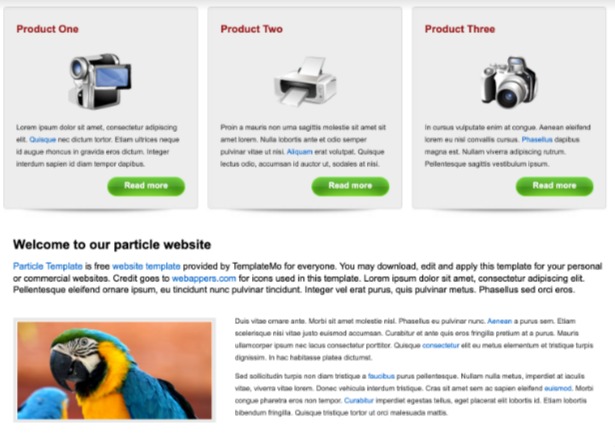 Product One
Lorem ipsum dolor sit amet, consectetur adipiscing
elit. Quisque nec dictum tortor. Etiam ultrices neque
id augue rhoncus in gravida eros dictum. Integer
interdum sapien id diam tempor dapibus.
Read more
Product Two
Proin a mauris non urna sagittis molestie sit amet sit
amet lorem. Nulla lobortis ante et odio semper
pulvinar vitae ut nisi. Aliquam erat volutpat. Quisque
lectus odio, accumsan id auctor ut, sodales at nisi.
Read more
Product Three
In cursus vulputate enim at congue. Aenean eleifend
lorem eu nisl convallis cursus. Phasellus dapibus
magna est. Nullam viverra adipiscing rutrum.
Pellentesque sagittis vestibulum ipsum.
Read more
Welcome to our particle website
Particle Template is free website template provided by TemplateMo for everyone. You may download, edit and apply this template for your personal
or commercial websites. Credit goes to webappers.com for icons used in this template. Lorem ipsum dolor sit amet, consectetur adipiscing elit.
Pellentesque eleifend ornare ipsum, eu tincidunt nunc pulvinar tincidunt. Integer vel erat purus, quis pulvinar metus. Phasellus sed orci eros.
Duis vitae ornare ante. Morbi sit amet molestie nisl. Phasellus eu pulvinar nunc. Aenean a purus sem. Etiam
scelerisque nisi vitae justo euismod accumsan. Curabitur et ante quis eros fringilla pretium at a purus. Mauris
ullamcorper ipsum nec lacus consectetur porttitor. Quisque consectetur elit eu metus elementum et tristique turpis
dignissim. In hac habitasse platea dictumst.
Sed sollicitudin turpis non diam tristique a faucibus purus pellentesque. Nullam nulla metus, imperdiet at iaculis
vitae, viverra vitae lorem. Donec vehicula interdum tristique. Cras sit amet sem ac sapien eleifend euismod. Morbi
congue pharetra eros non tempor. Curabitur imperdiet egestas tellus, eget placerat elit lobortis id. Etiam lobortis
bibendum fringilla. Quisque tristique tortor ut orci malesuada mattis.